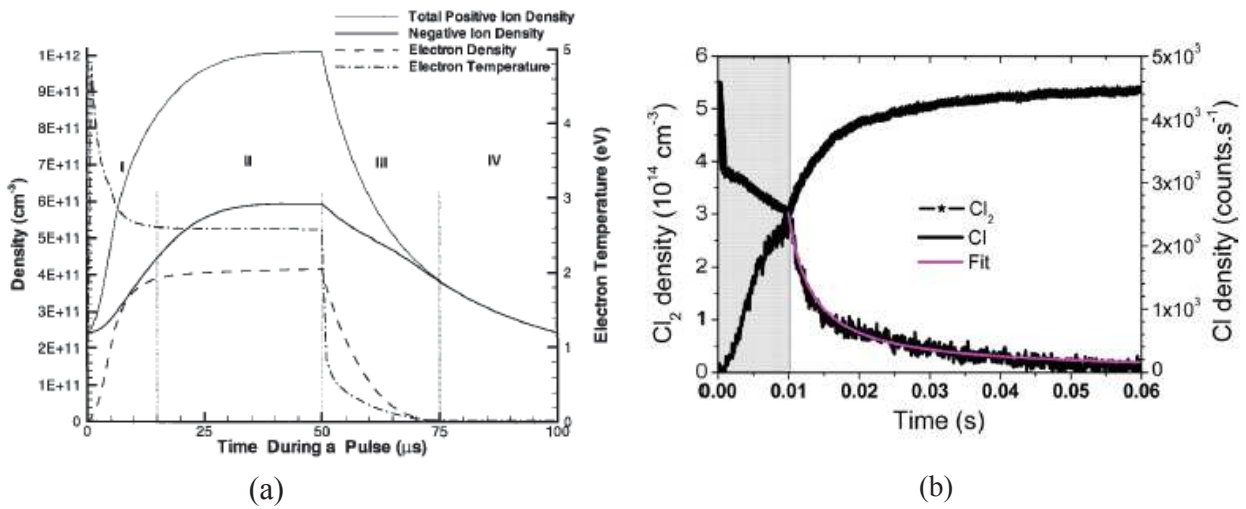 Total Positive Ion Density
Negative Ion Density
Electron Density
Electron Temperature
1E+12
9E+11
8E+11
7E+11
6E+11
5E+11
4E+11
3E+11
2E+11
1E+11
0
Density (cm⁻³)
I
II
III
IV
5
4
3
2
1
0
Electron Temperature (eV)
0 25 50 75 100
Time During a Pulse (μs)
(a)
6
5
4
3
2
1
0
Cl₂ density (10¹⁴ cm⁻³)
Cl₂
Cl
Fit
5x10³
4x10³
3x10³
2x10³
1x10³
0
Cl density (counts.s⁻¹)
0.00 0.01 0.02 0.03 0.04 0.05 0.06
Time (s)
(b)